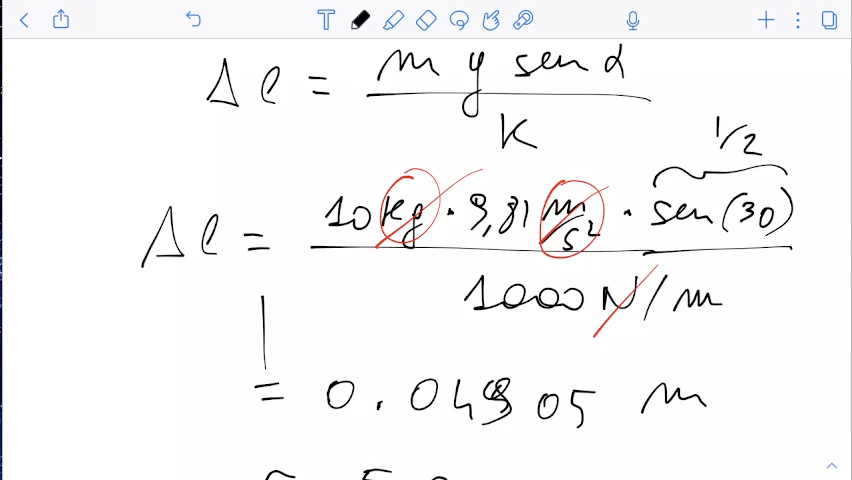 Δl = m g sen α / K
1/2
Δl = 10 kg · 9,81 m/s² · sen(30) / 1000 N/m
= 0.04905 m